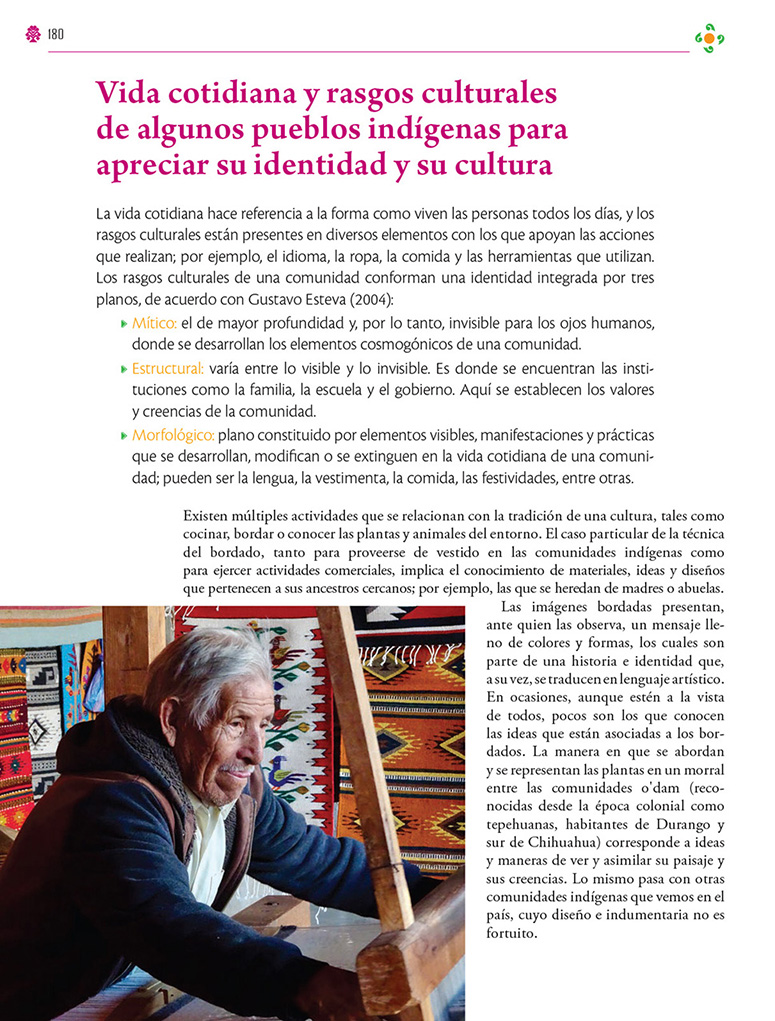 180
Vida cotidiana y rasgos culturales
de algunos pueblos indígenas para
apreciar su identidad y su cultura
La vida cotidiana hace referencia a la forma como viven las personas todos los días, y los
rasgos culturales están presentes en diversos elementos con los que apoyan las acciones
que realizan; por ejemplo, el idioma, la ropa, la comida y las herramientas que utilizan.
Los rasgos culturales de una comunidad conforman una identidad integrada por tres
planos, de acuerdo con Gustavo Esteva (2004):
Mítico: el de mayor profundidad y, por lo tanto, invisible para los ojos humanos,
donde se desarrollan los elementos cosmogónicos de una comunidad.
Estructural: varía entre lo visible y lo invisible. Es donde se encuentran las insti-
tuciones como la familia, la escuela y el gobierno. Aquí se establecen los valores
y creencias de la comunidad.
Morfológico: plano constituido por elementos visibles, manifestaciones y prácticas
que se desarrollan, modifican o se extinguen en la vida cotidiana de una comuni-
dad; pueden ser la lengua, la vestimenta, la comida, las festividades, entre otras.
Existen múltiples actividades que se relacionan con la tradición de una cultura, tales como
cocinar, bordar o conocer las plantas y animales del entorno. El caso particular de la técnica
del bordado, tanto para proveerse de vestido en las comunidades indígenas como
para ejercer actividades comerciales, implica el conocimiento de materiales, ideas y diseños
que pertenecen a sus ancestros cercanos; por ejemplo, las que se heredan de madres o abuelas.
Las imágenes bordadas presentan,
ante quien las observa, un mensaje lle-
no de colores y formas, los cuales son
parte de una historia e identidad que,
a su vez, se traducen en lenguaje artístico.
En ocasiones, aunque estén a la vista
de todos, pocos son los que conocen
las ideas que están asociadas a los bor-
dados. La manera en que se abordan
y se representan las plantas en un morral
entre las comunidades o'dam (reco-
nocidas desde la época colonial como
tepehuanas, habitantes de Durango y
sur de Chihuahua) corresponde a ideas
y maneras de ver y asimilar su paisaje y
sus creencias. Lo mismo pasa con otras
comunidades indígenas que vemos en el
país, cuyo diseño e indumentaria no es
fortuito.